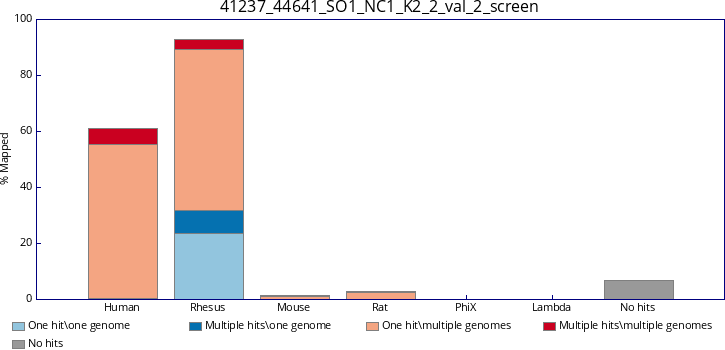 41237_44641_SO1_NC1_K2_2_val_2_screen
% Mapped
100
80
60
40
20
0
Human Rhesus Mouse Rat PhiX Lambda No hits
One hit\one genome Multiple hits\one genome One hit\multiple genomes Multiple hits\multiple genomes
No hits